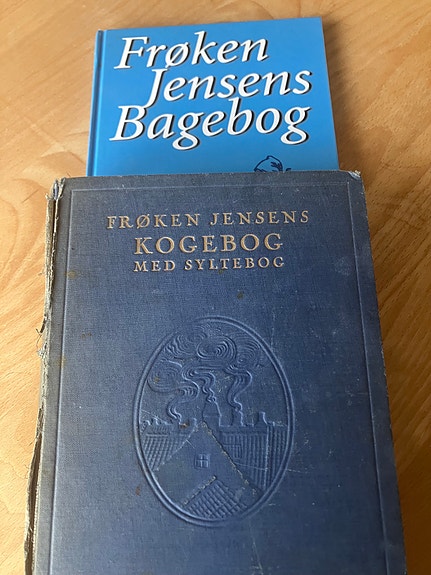 Frøken
Jensens
Bagebog
FRØKEN JENSENS
KOGEBOG
MED SYLTEBOG